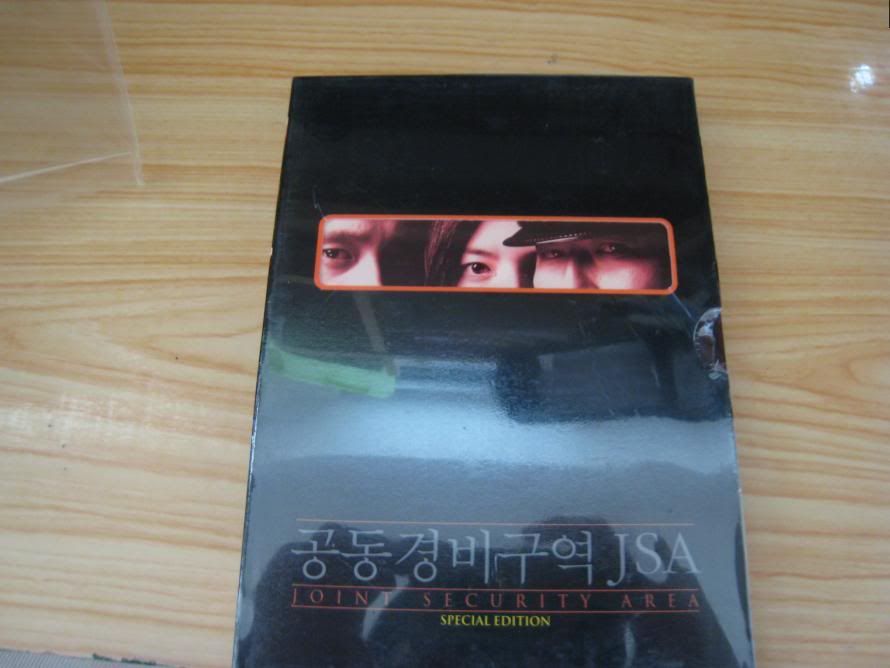 공동경비구역 JSA
JOINT SECURITY AREA
SPECIAL EDITION